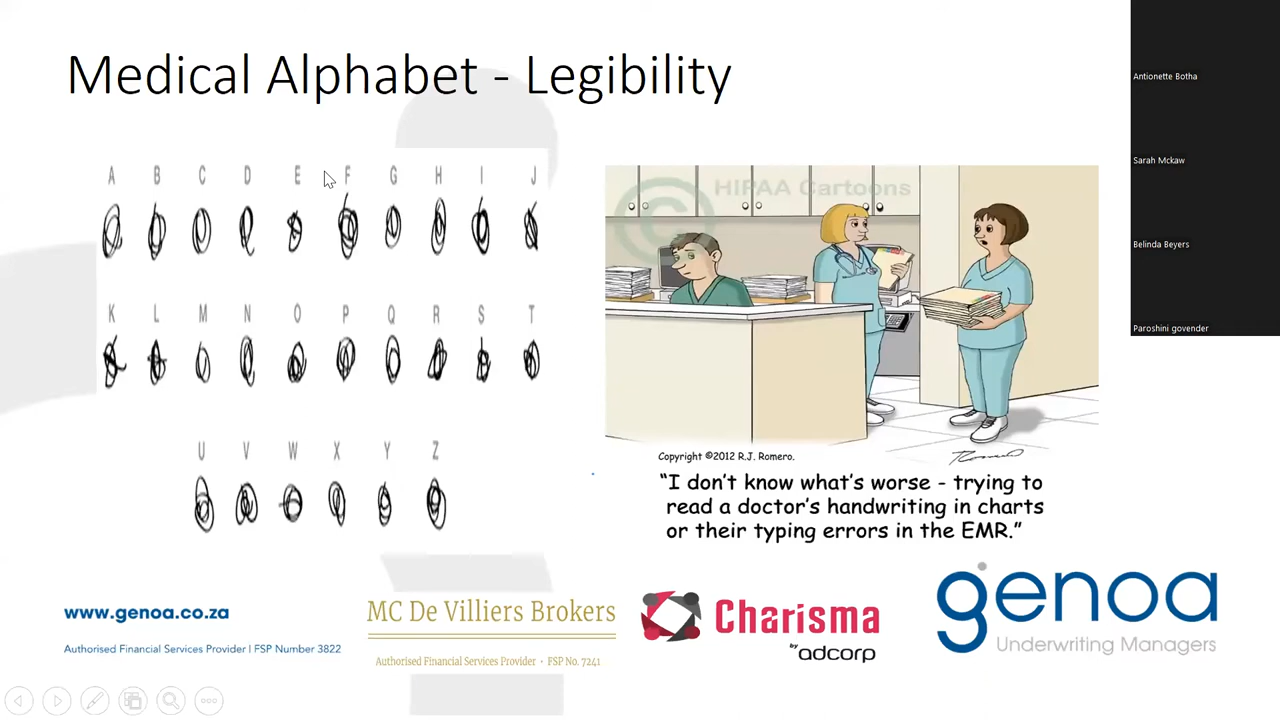 Medical Alphabet - Legibility
A B C D E F G H I J
K L M N O P Q R S T
U V W X Y Z
© HIPAA Cartoons
Copyright ©2012 R.J. Romero.
“I don’t know what’s worse - trying to
read a doctor’s handwriting in charts
or their typing errors in the EMR.”
www.genoa.co.za
Authorised Financial Services Provider | FSP Number 3822
MC De Villiers Brokers
Authorised Financial Services Provider • FSP No. 7241
Charisma
by adcorp
genoa
Underwriting Managers
Antionette Botha
Sarah Mckaw
Belinda Beyers
Paroshini govender